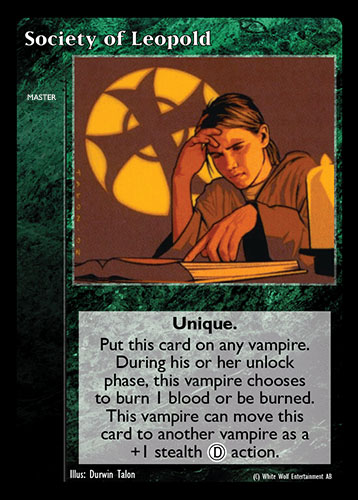 Society of Leopold
MASTER
Unique.
Put this card on any vampire.
During his or her unlock
phase, this vampire chooses
to burn 1 blood or be burned.
This vampire can move this
card to another vampire as a
+1 stealth Ⓓ action.
Illus: Durwin Talon
(C) White Wolf Entertainment AB